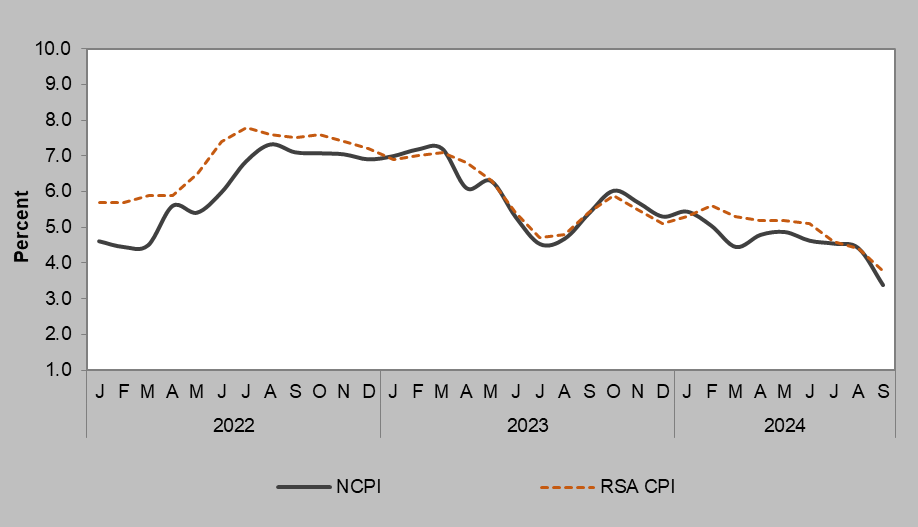 Percent
10.0
9.0
8.0
7.0
6.0
5.0
4.0
3.0
2.0
1.0
J F M A M J J A S O N D J F M A M J J A S O N D J F M A M J J A S
2022 2023 2024
NCPI RSA CPI